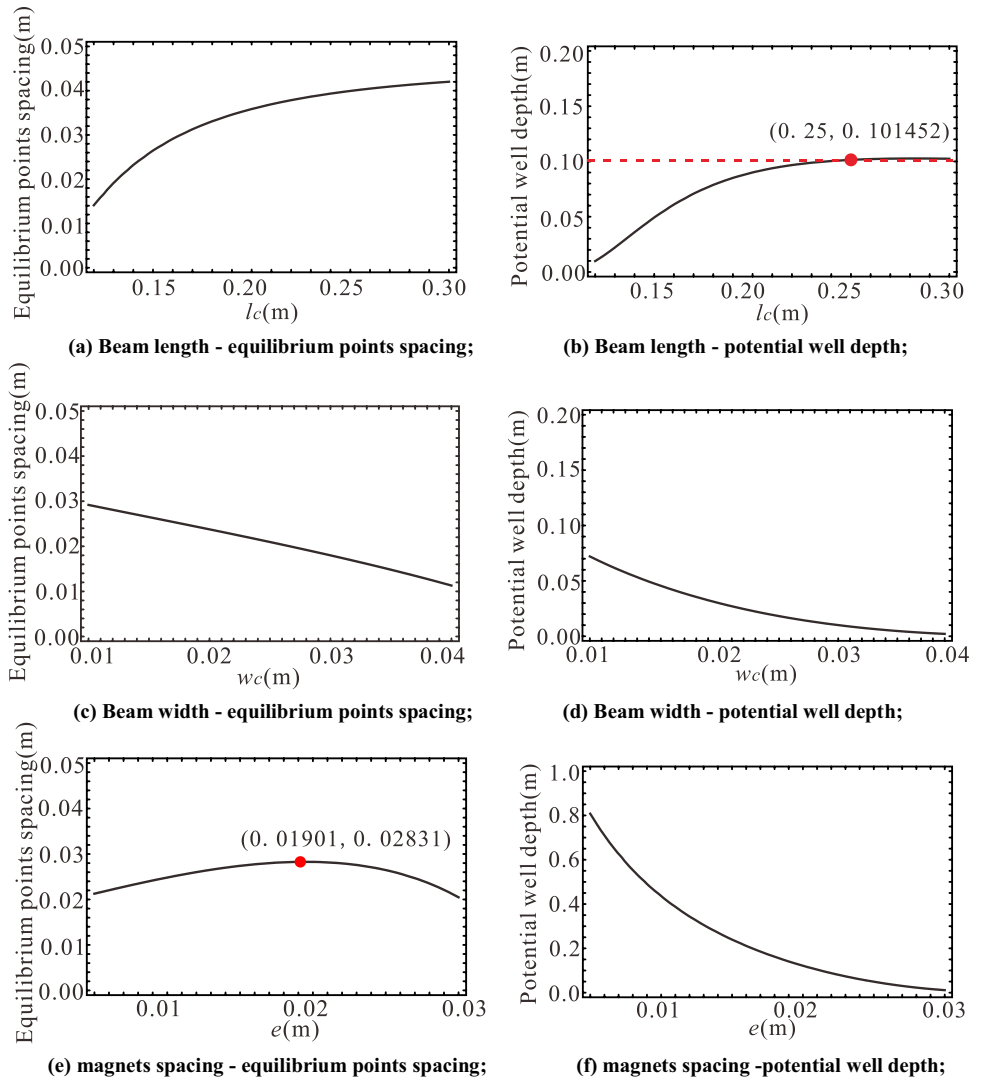 Equilibrium points spacing(m)
0.05
0.04
0.03
0.02
0.01
0.00
0.15
0.20
0.25
0.30
lc(m)
(a) Beam length - equilibrium points spacing;
Potential well depth(m)
0.20
0.15
0.10
0.05
0.00
(0. 25, 0. 101452)
0.15
0.20
0.25
0.30
lc(m)
(b) Beam length - potential well depth;
Equilibrium points spacing(m)
0.05
0.04
0.03
0.02
0.01
0.00
0.01
0.02
0.03
0.04
wc(m)
(c) Beam width - equilibrium points spacing;
Potential well depth(m)
0.20
0.15
0.10
0.05
0.00
0.01
0.02
0.03
0.04
wc(m)
(d) Beam width - potential well depth;
Equilibrium points spacing(m)
0.05
0.04
0.03
0.02
0.01
0.00
(0. 01901, 0. 02831)
0.01
0.02
0.03
e(m)
(e) magnets spacing - equilibrium points spacing;
Potential well depth(m)
1.0
0.8
0.6
0.4
0.2
0.0
0.01
0.02
0.03
e(m)
(f) magnets spacing -potential well depth;